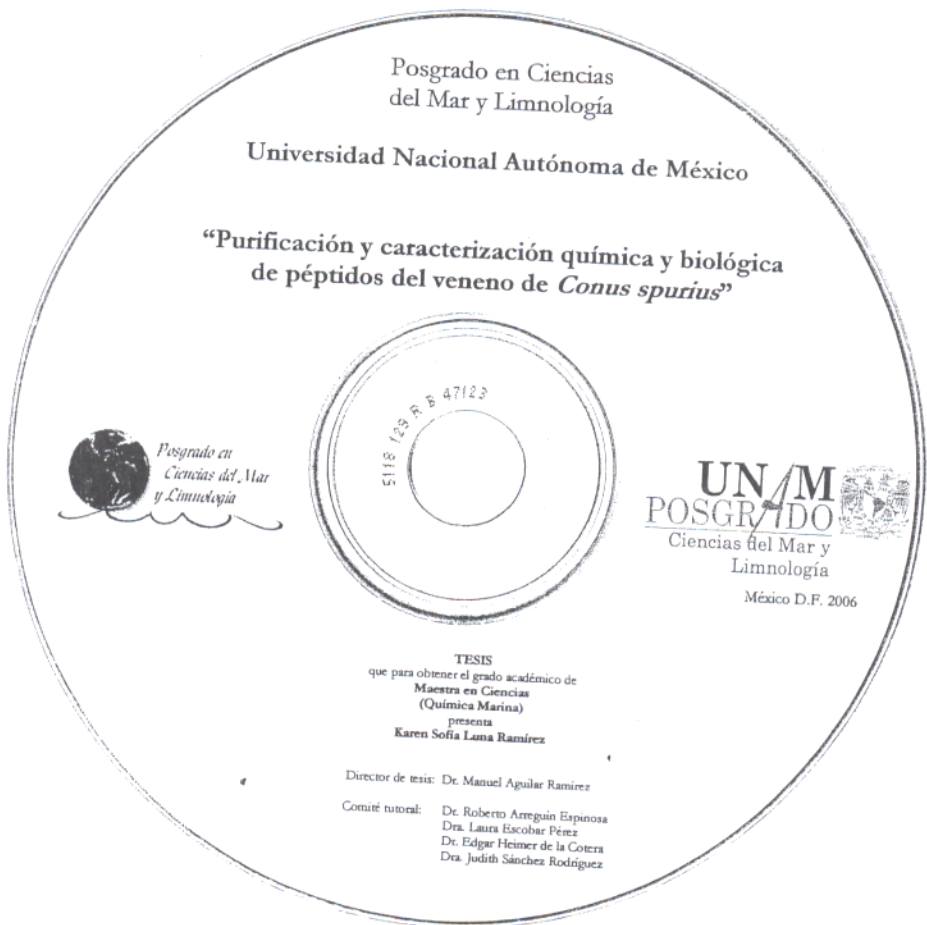 Posgrado en Ciencias
del Mar y Limnología
Universidad Nacional Autónoma de México
“Purificación y caracterización química y biológica
de péptidos del veneno de Conus spurius”
5118 129 R B 47123
Posgrado en
Ciencias del Mar
y Limnología
UNAM
POSGRADO
Ciencias del Mar y
Limnología
México D.F. 2006
TESIS
que para obtener el grado académico de
Maestra en Ciencias
(Química Marina)
presenta
Karen Sofía Luna Ramírez
Director de tesis: Dr. Manuel Aguilar Ramírez
Comité tutoral: Dr. Roberto Arreguín Espinosa
Dra. Laura Escobar Pérez
Dr. Edgar Heimer de la Cotera
Dra. Judith Sánchez Rodríguez